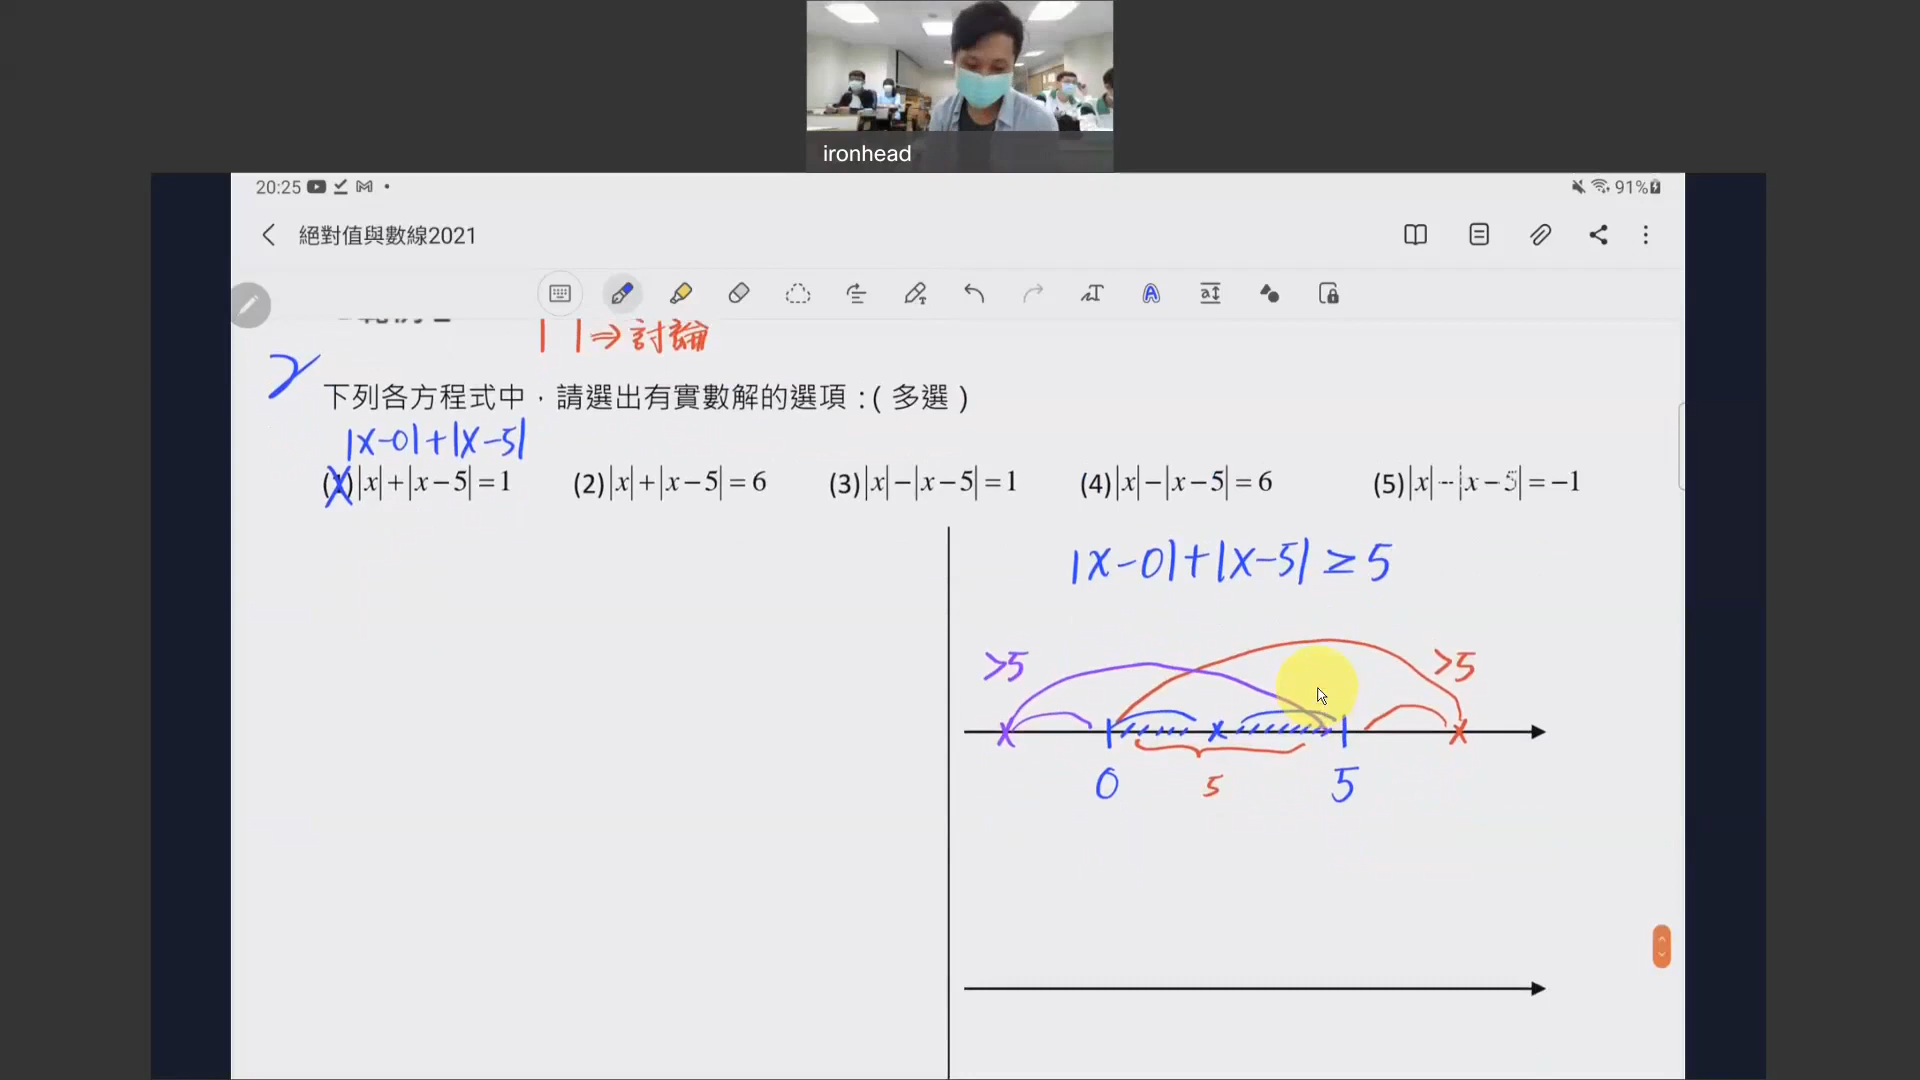 ironhead
20:25 91%
絕對值與數線2021
| | ⇒ 討論
2
下列各方程式中，請選出有實數解的選項：( 多選 )
|x-0|+|x-5|
(1)|x|+|x-5|=1 (2)|x|+|x-5|=6 (3)|x|-|x-5|=1 (4)|x|-|x-5|=6 (5)|x|-|x-5|=-1
|x-0|+|x-5| ≥ 5
>5 >5
x x x
0 5 5